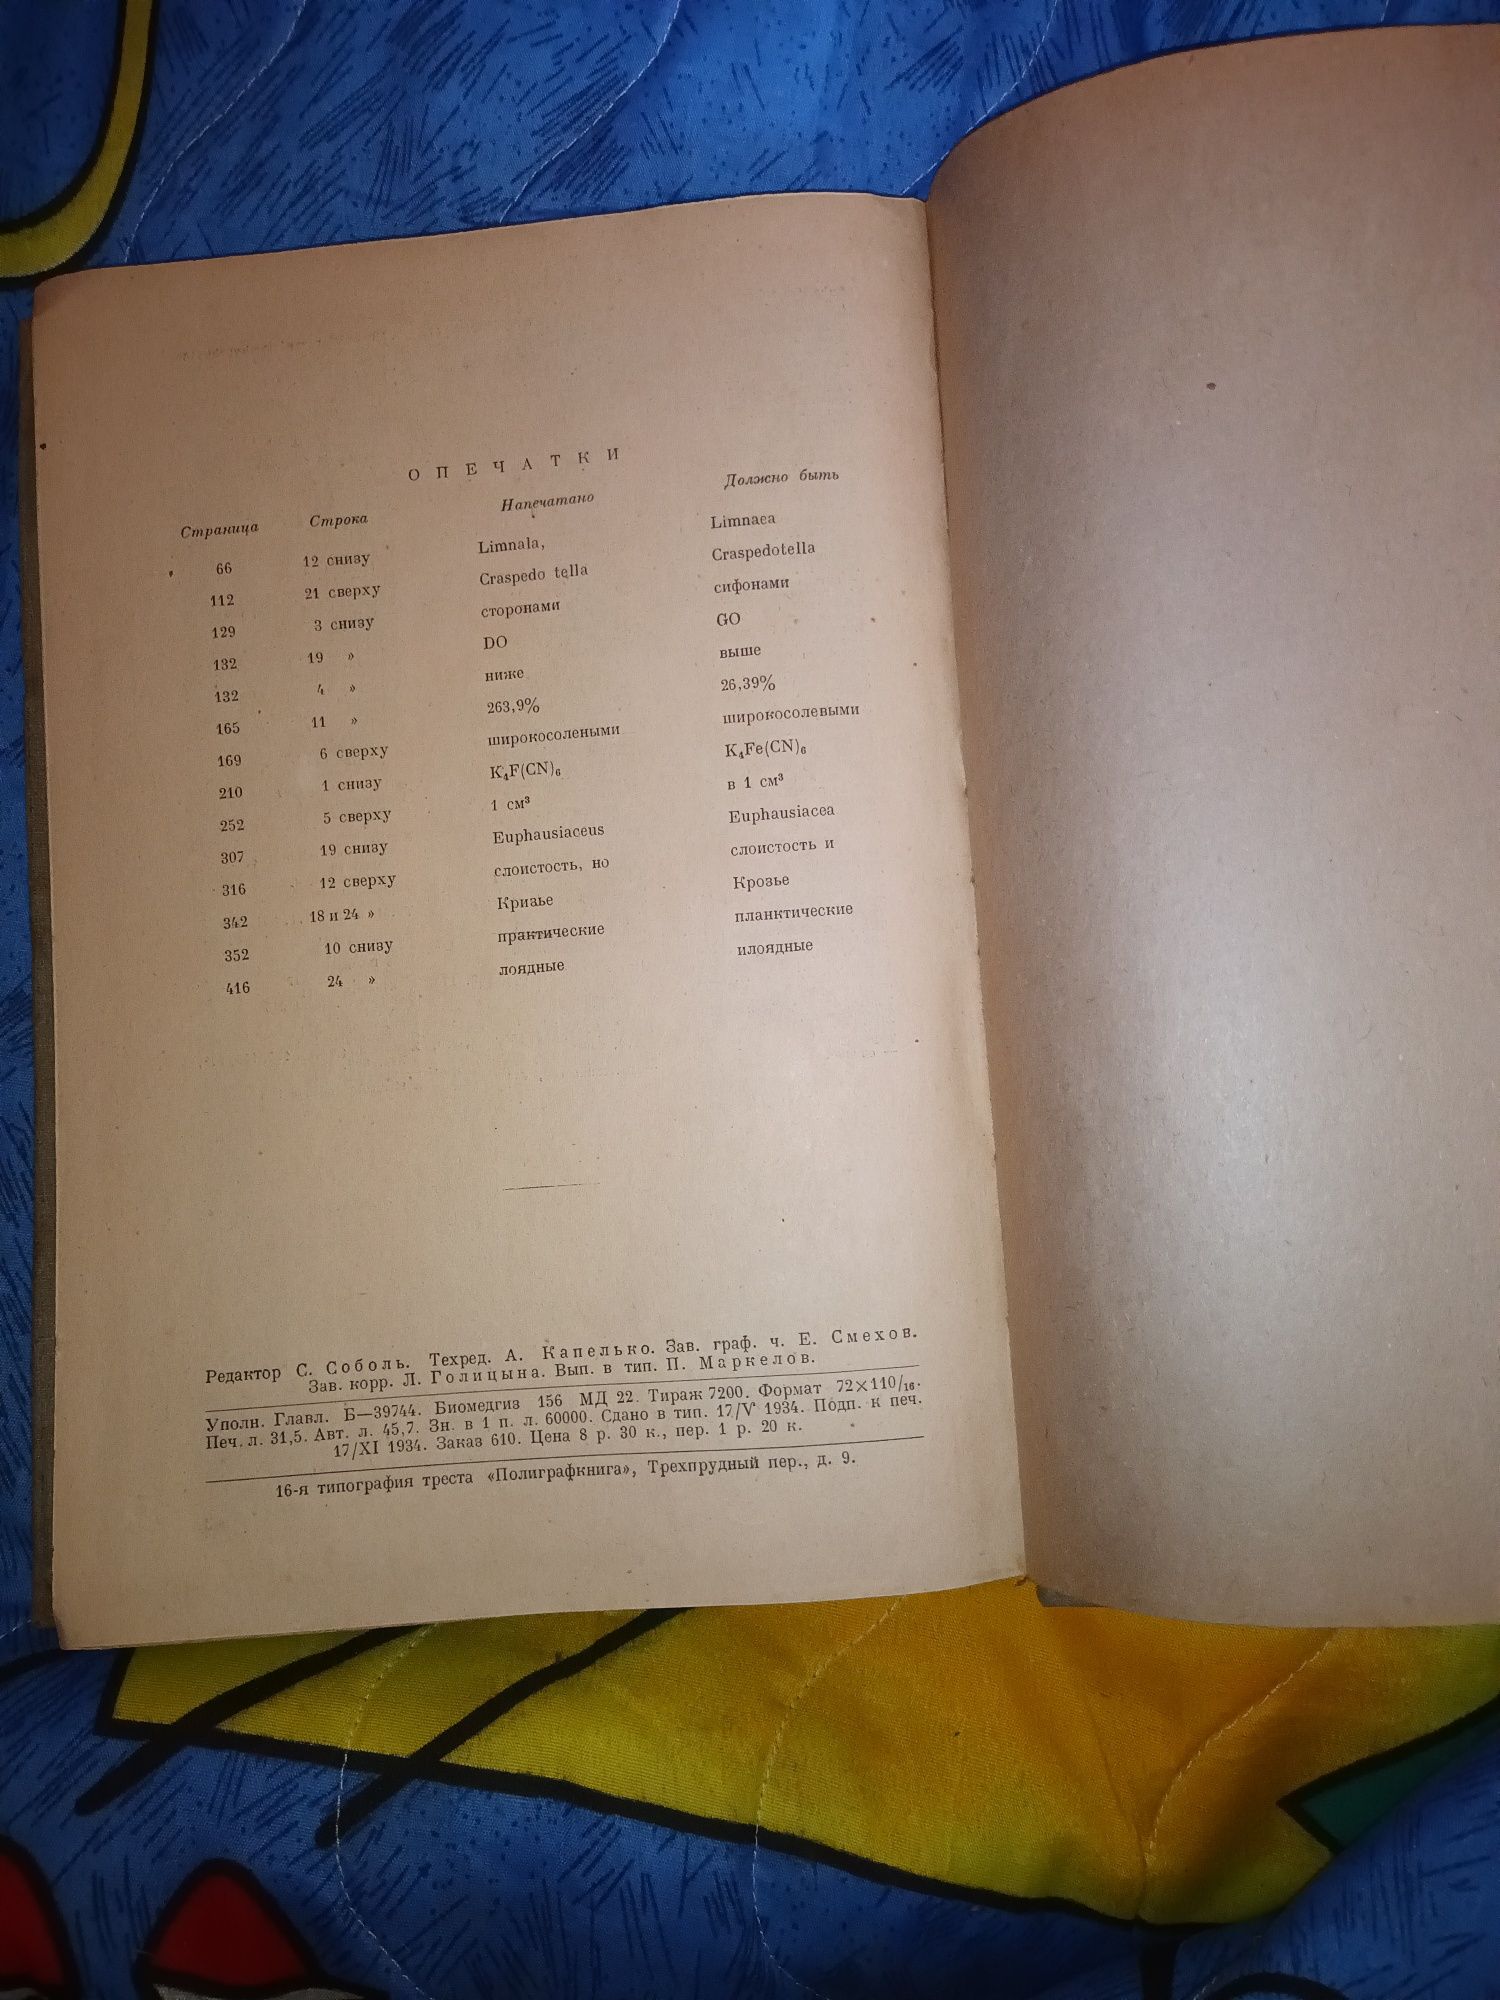 ОПЕЧАТКИ
Страница Строка Напечатано Должно быть
66 12 снизу Limnala, Limnaea
112 21 сверху Craspedo tella Craspedotella
129 3 снизу сторонами сифонами
132 19 » DO GO
132 4 » ниже выше
165 11 » 263,9% 26,39%
169 6 сверху широкосолеными широкосолевыми
210 1 снизу K₄F(CN)₆ K₄Fe(CN)₆
252 5 сверху 1 см³ в 1 см³
307 19 снизу Euphausiaceus Euphausiacea
316 12 сверху слоистость, но слоистость и
342 18 и 24 » Кризье Крозье
352 10 снизу практические планктические
416 24 » лоядные илоядные
Редактор С. Соболь. Техред. А. Капелько. Зав. граф. ч. Е. Смехов.
Зав. корр. Л. Голицына. Вып. в тип. П. Маркелов.
Уполн. Главл. Б—39744. Биомедгиз 156 МД 22. Тираж 7200. Формат 72×110/₁₆.
Печ. л. 31,5. Авт. л. 45,7. Зн. в 1 п. л. 60000. Сдано в тип. 17/V 1934. Подп. к печ.
17/XI 1934. Заказ 610. Цена 8 р. 30 к., пер. 1 р. 20 к.
16-я типография треста «Полиграфкнига», Трехпрудный пер., д. 9.